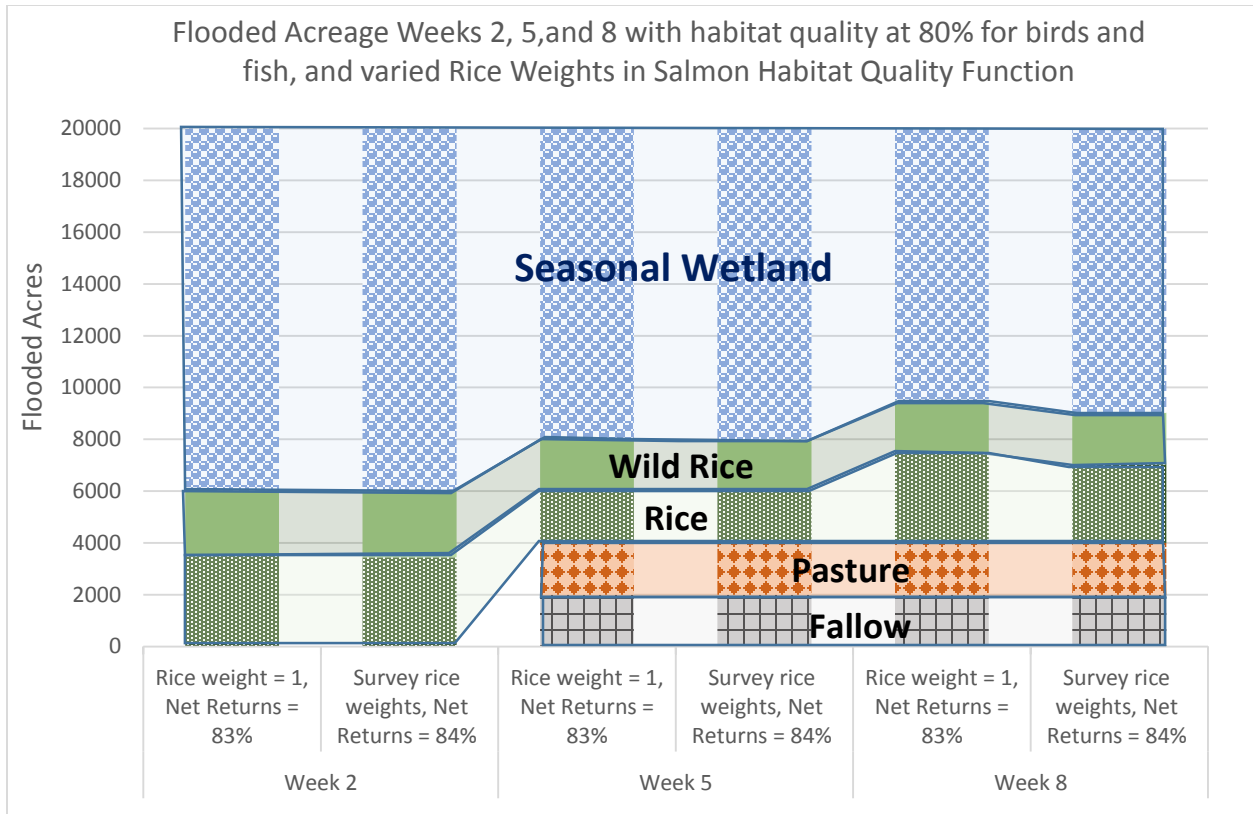 Flooded Acreage Weeks 2, 5,and 8 with habitat quality at 80% for birds and
fish, and varied Rice Weights in Salmon Habitat Quality Function
20000
18000
16000
14000
12000
10000
8000
6000
4000
2000
0
Flooded Acres
Seasonal Wetland
Wild Rice
Rice
Pasture
Fallow
Rice weight = 1,
Net Returns =
83%
Survey rice
weights, Net
Returns = 84%
Rice weight = 1,
Net Returns =
83%
Survey rice
weights, Net
Returns = 84%
Rice weight = 1,
Net Returns =
83%
Survey rice
weights, Net
Returns = 84%
Week 2
Week 5
Week 8